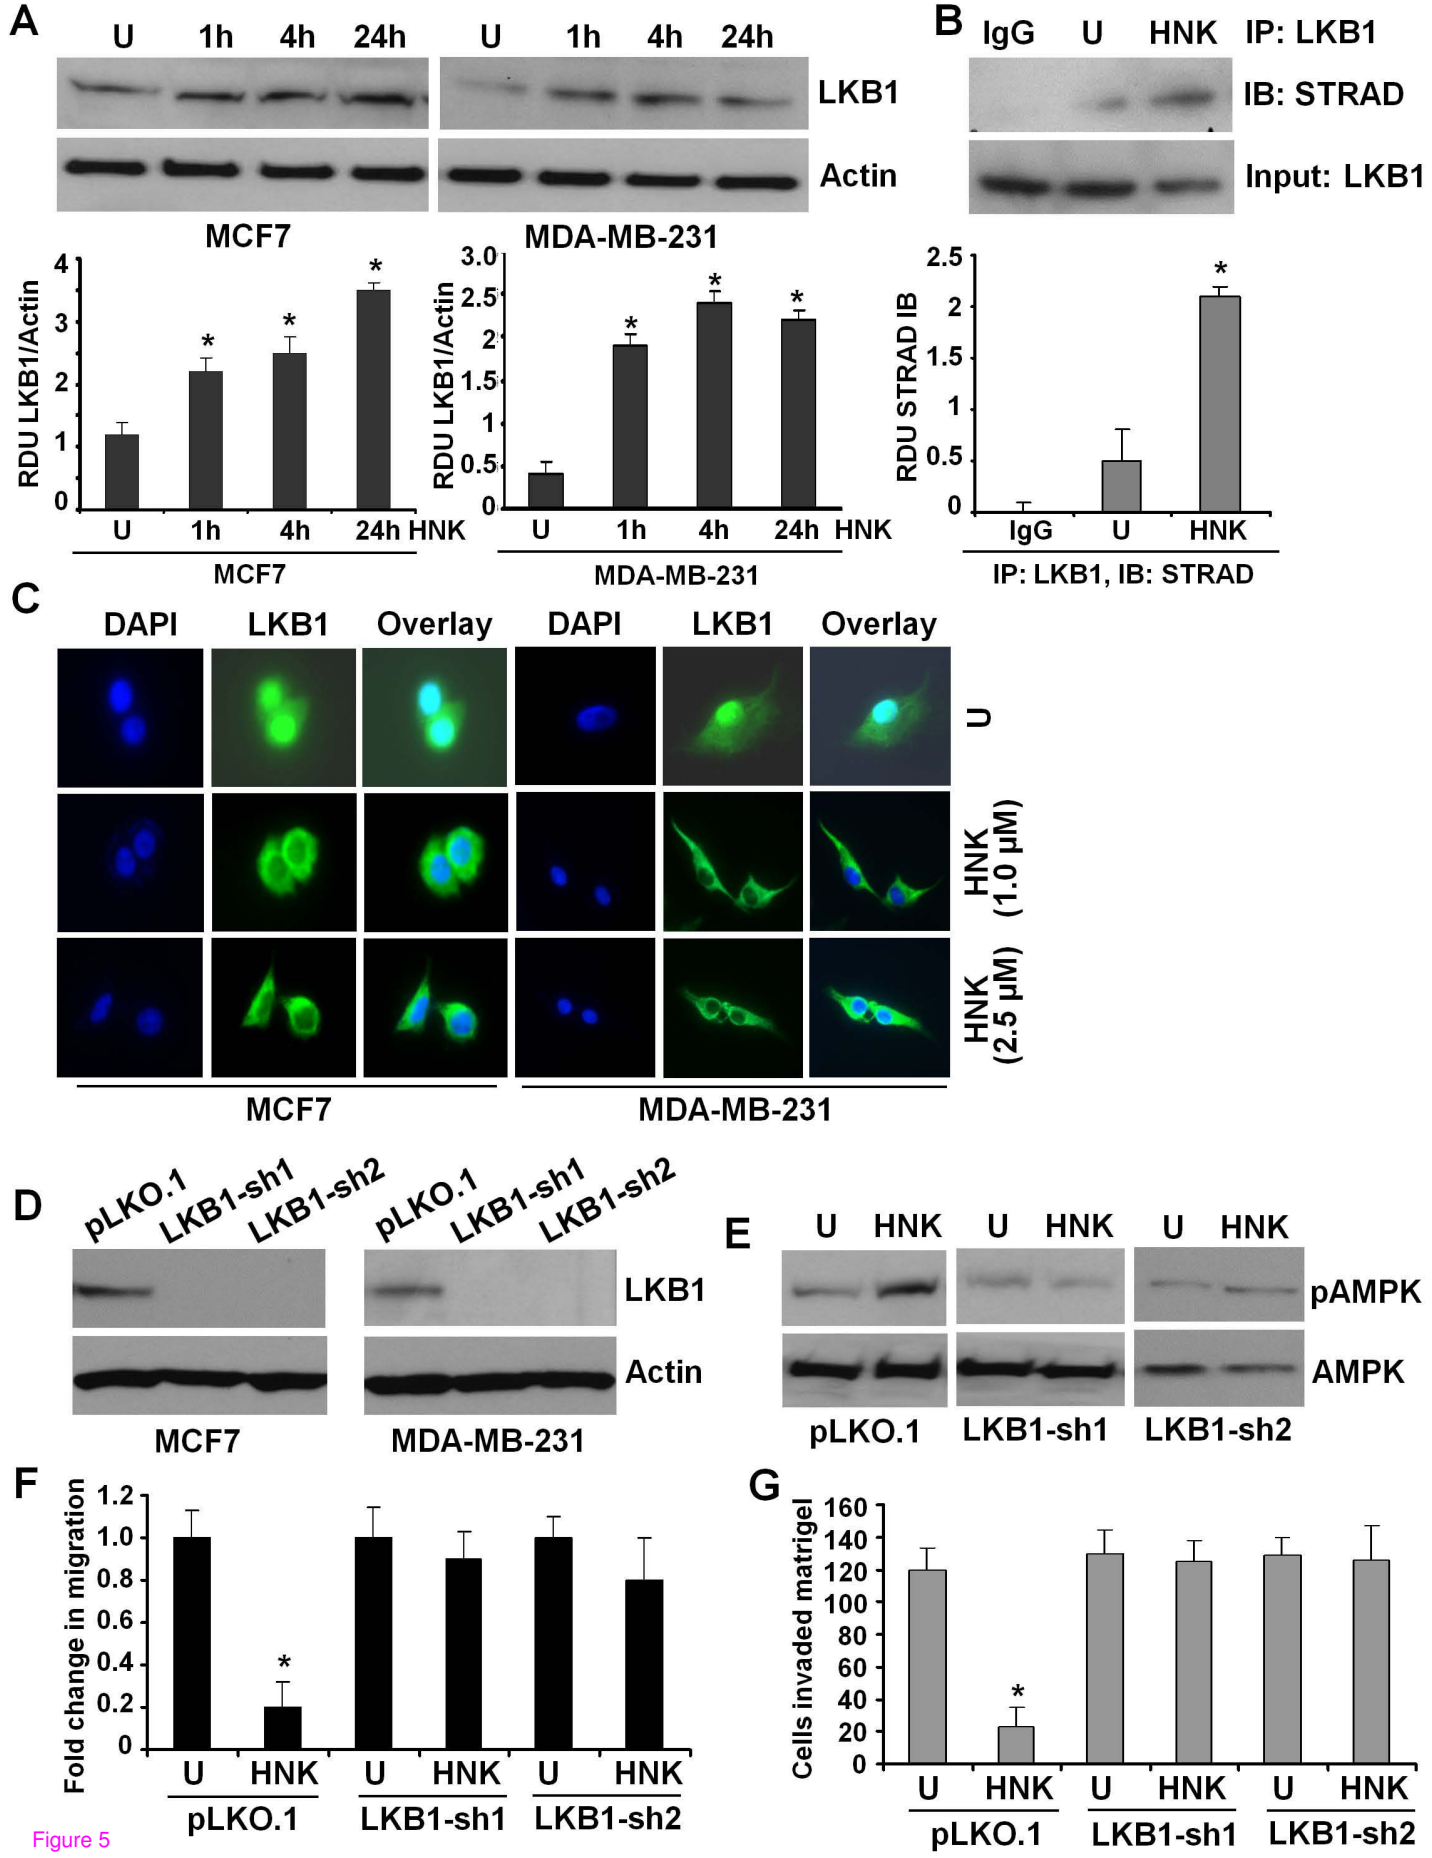 A
U 1h 4h 24h U 1h 4h 24h
LKB1
Actin
MCF7 MDA-MB-231
RDU LKB1/Actin
4
3
2
1
0
* * *
U 1h 4h 24h HNK
MCF7
RDU LKB1/Actin
3.0
2.5
2
1.5
1
0.5
0
* * *
U 1h 4h 24h HNK
MDA-MB-231
B
IgG U HNK IP: LKB1
IB: STRAD
Input: LKB1
RDU STRAD IB
2.5
2
1.5
1
0.5
0
*
IgG U HNK
IP: LKB1, IB: STRAD
C
DAPI LKB1 Overlay DAPI LKB1 Overlay
U
HNK
(1.0 µM)
HNK
(2.5 µM)
MCF7 MDA-MB-231
D
pLKO.1 LKB1-sh1 LKB1-sh2 pLKO.1 LKB1-sh1 LKB1-sh2
LKB1
Actin
MCF7 MDA-MB-231
E
U HNK U HNK U HNK
pAMPK
AMPK
pLKO.1 LKB1-sh1 LKB1-sh2
F
Fold change in migration
1.2
1.0
0.8
0.6
0.4
0.2
0
*
U HNK U HNK U HNK
pLKO.1 LKB1-sh1 LKB1-sh2
G
Cells invaded matrigel
160
140
120
100
80
60
40
20
0
*
U HNK U HNK U HNK
pLKO.1 LKB1-sh1 LKB1-sh2
Figure 5